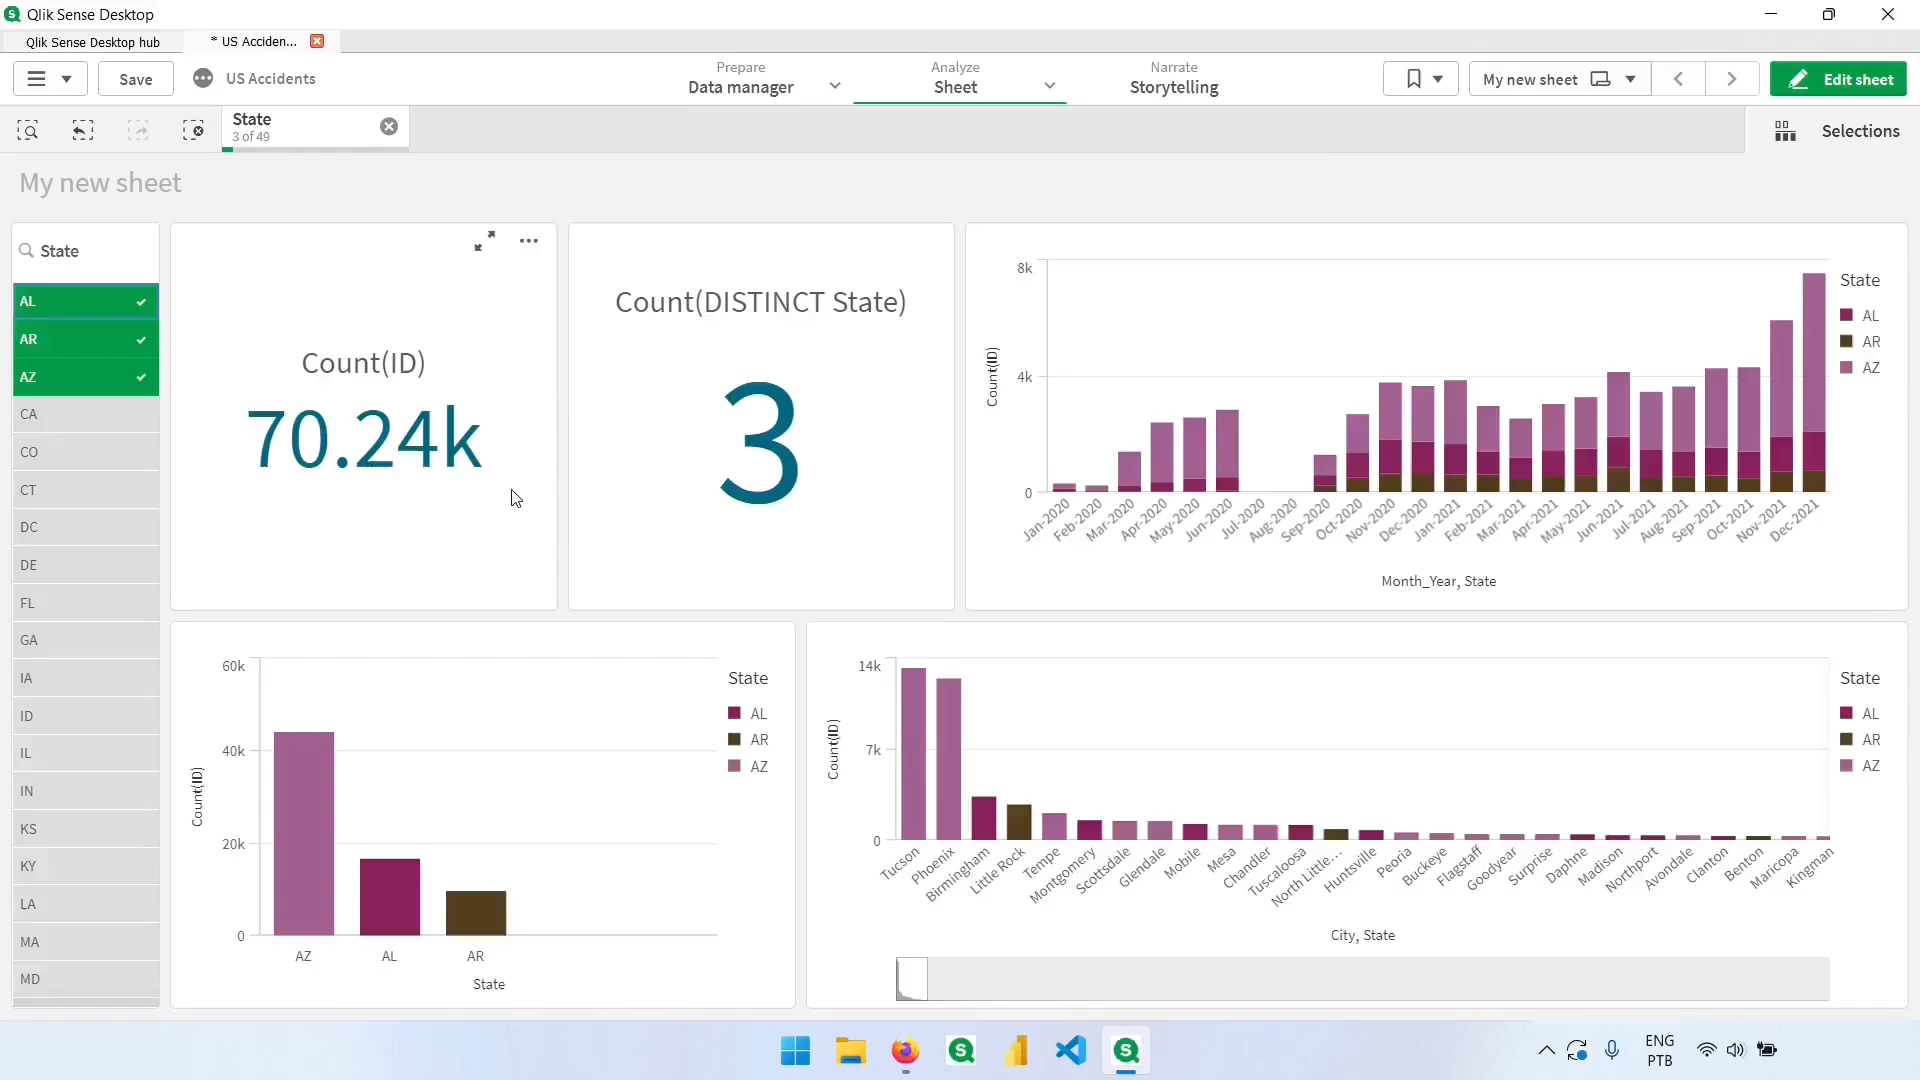 Qlik Sense Desktop
Qlik Sense Desktop hub
* US Acciden...
Save
US Accidents
Prepare
Data manager
Analyze
Sheet
Narrate
Storytelling
My new sheet
Edit sheet
State
3 of 49
Selections
My new sheet
State
AL
AR
AZ
CA
CO
CT
DC
DE
FL
GA
IA
ID
IL
IN
KS
KY
LA
MA
MD
Count(ID)
70.24k
Count(DISTINCT State)
3
8k
4k
0
Count(ID)
Jan-2020
Feb-2020
Mar-2020
Apr-2020
May-2020
Jun-2020
Jul-2020
Aug-2020
Sep-2020
Oct-2020
Nov-2020
Dec-2020
Jan-2021
Feb-2021
Mar-2021
Apr-2021
May-2021
Jun-2021
Jul-2021
Aug-2021
Sep-2021
Oct-2021
Nov-2021
Dec-2021
Month_Year, State
State
AL
AR
AZ
60k
40k
20k
0
Count(ID)
AZ
AL
AR
State
State
AL
AR
AZ
14k
7k
0
Count(ID)
Tucson
Phoenix
Birmingham
Little Rock
Tempe
Montgomery
Scottsdale
Glendale
Mobile
Mesa
Chandler
Tuscaloosa
North Little...
Huntsville
Peoria
Buckeye
Flagstaff
Goodyear
Surprise
Daphne
Madison
Northport
Avondale
Clanton
Benton
Maricopa
Kingman
City, State
State
AL
AR
AZ
ENG
PTB